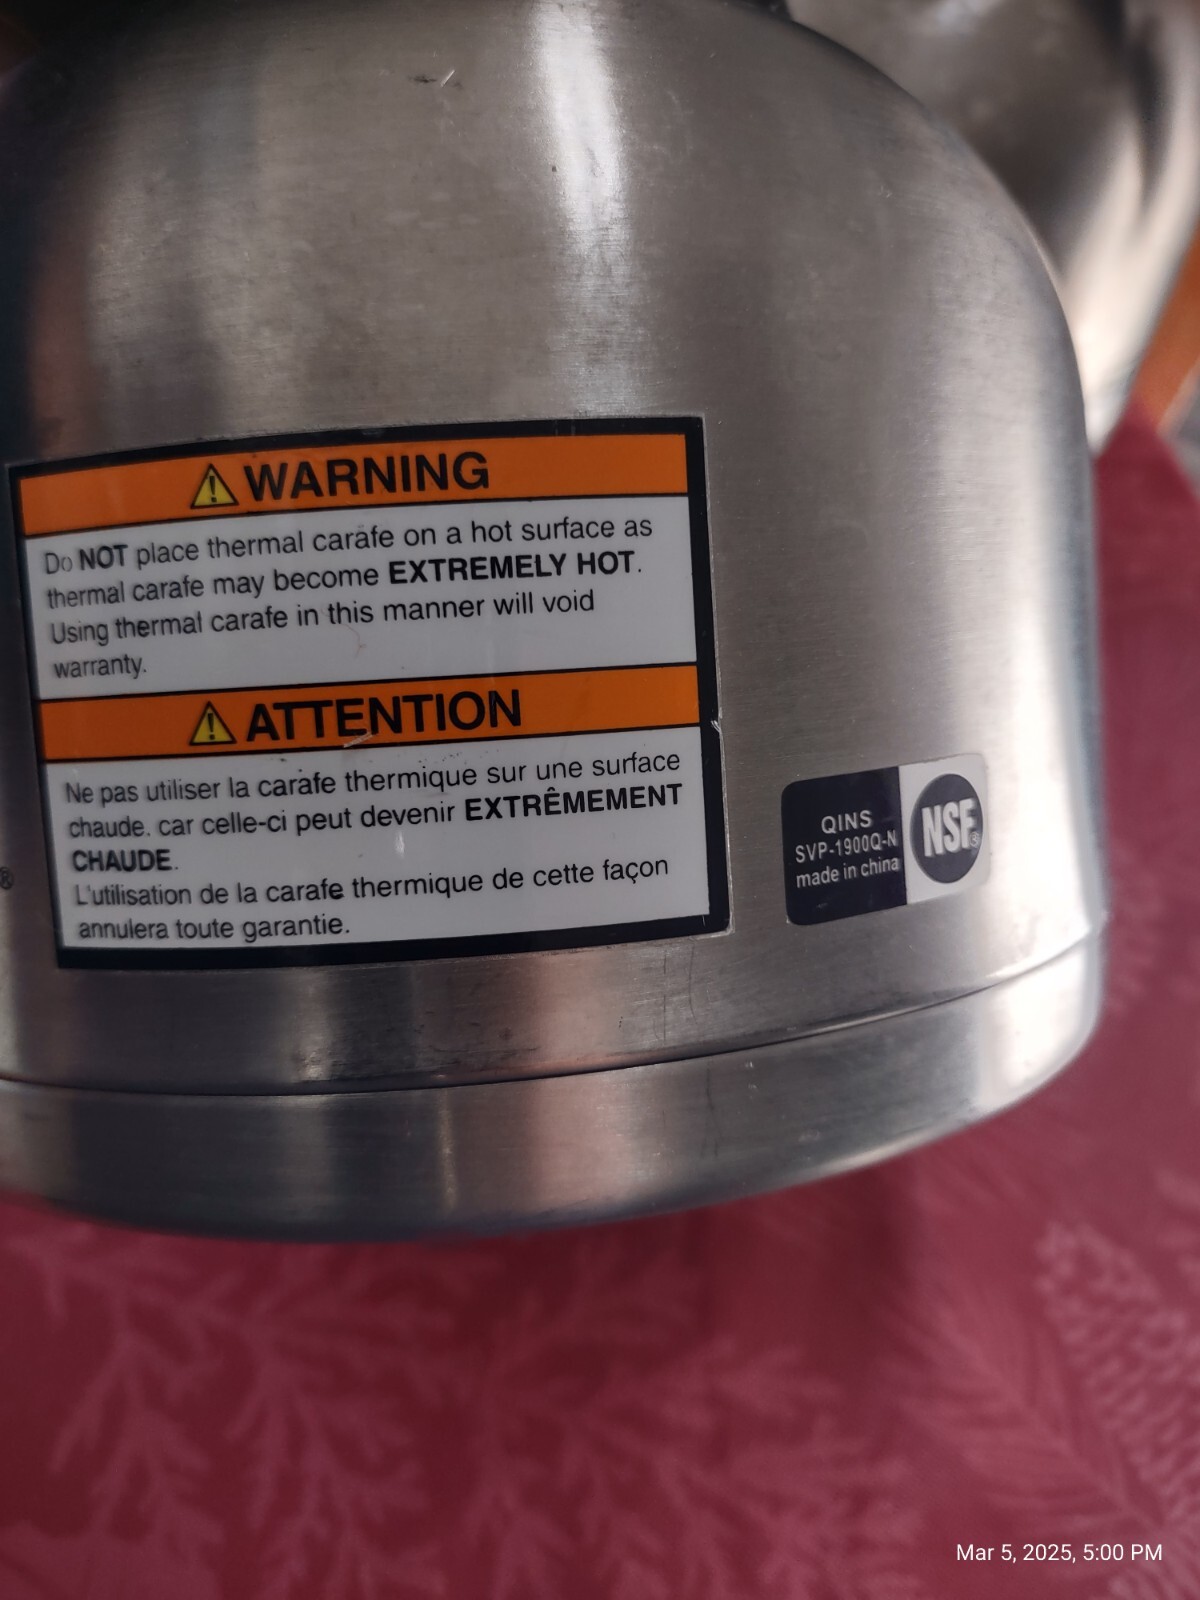 WARNING
Do NOT place thermal carafe on a hot surface as
thermal carafe may become EXTREMELY HOT.
Using thermal carafe in this manner will void
warranty.
ATTENTION
Ne pas utiliser la carafe thermique sur une surface
chaude. car celle-ci peut devenir EXTRÊMEMENT
CHAUDE.
L'utilisation de la carafe thermique de cette façon
annulera toute garantie.
®
QINS
SVP-1900Q-N
made in china
NSF®
Mar 5, 2025, 5:00 PM